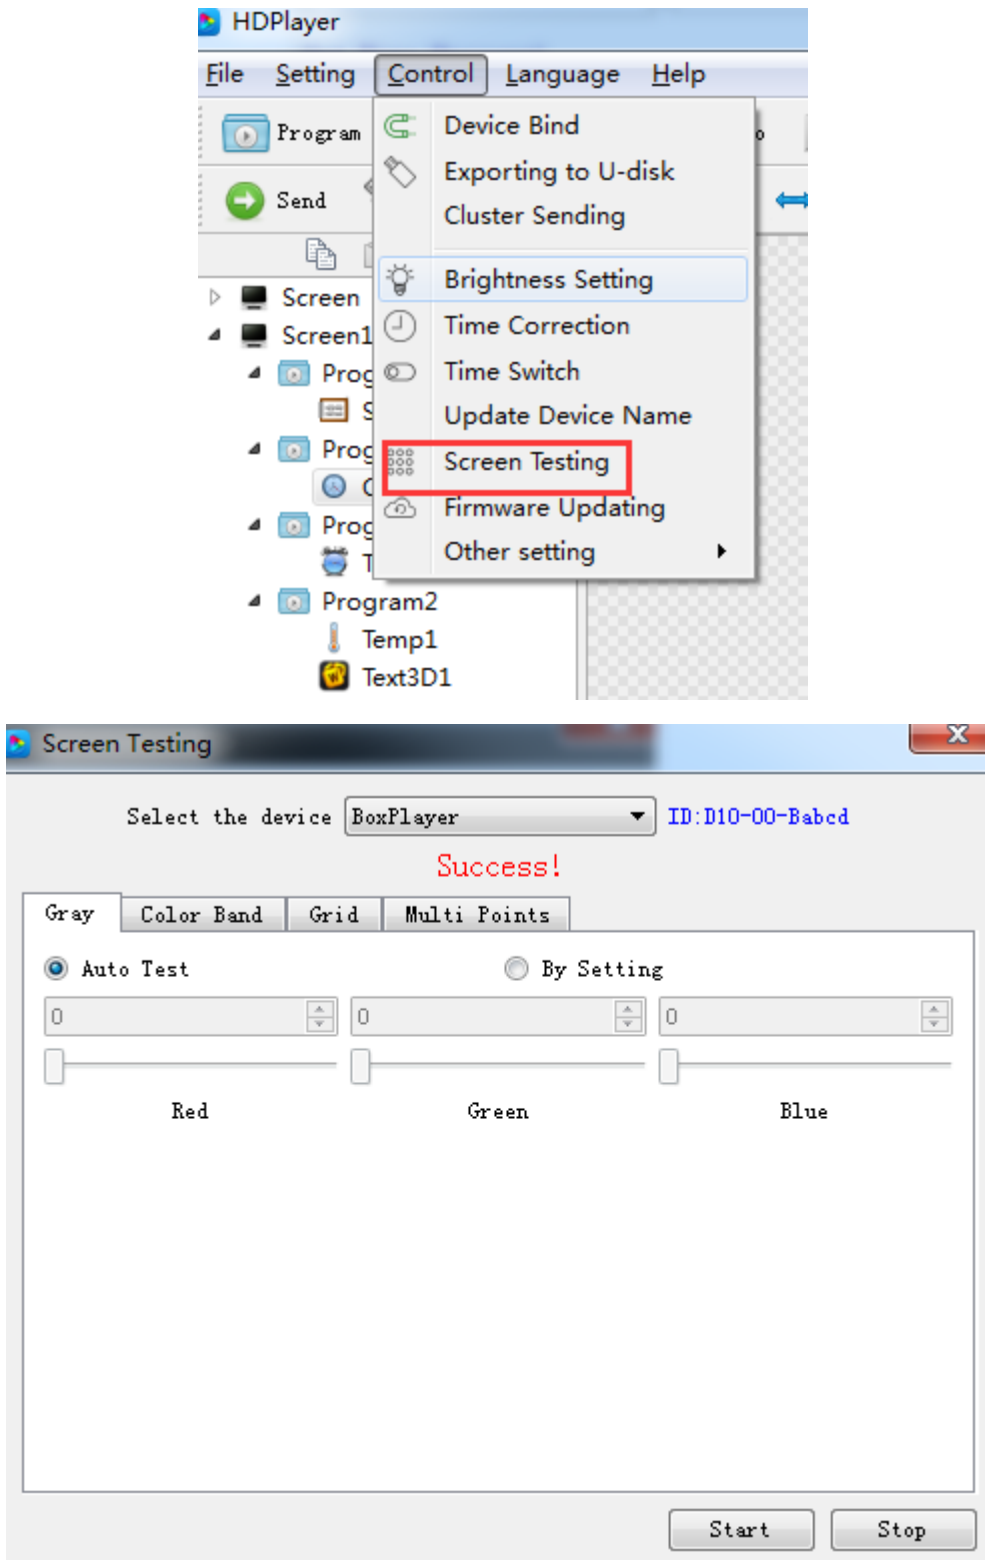 HDPlayer
File Setting Control Language Help
Program
Device Bind
Exporting to U-disk
Send
Cluster Sending
Brightness Setting
Screen
Time Correction
Screen1
Time Switch
Update Device Name
Screen Testing
Firmware Updating
Other setting
Program2
Temp1
Text3D1
Screen Testing
Select the device BoxPlayer ID:D10-00-Babcd
Success!
Gray Color Band Grid Multi Points
Auto Test By Setting
0 0 0
Red Green Blue
Start Stop